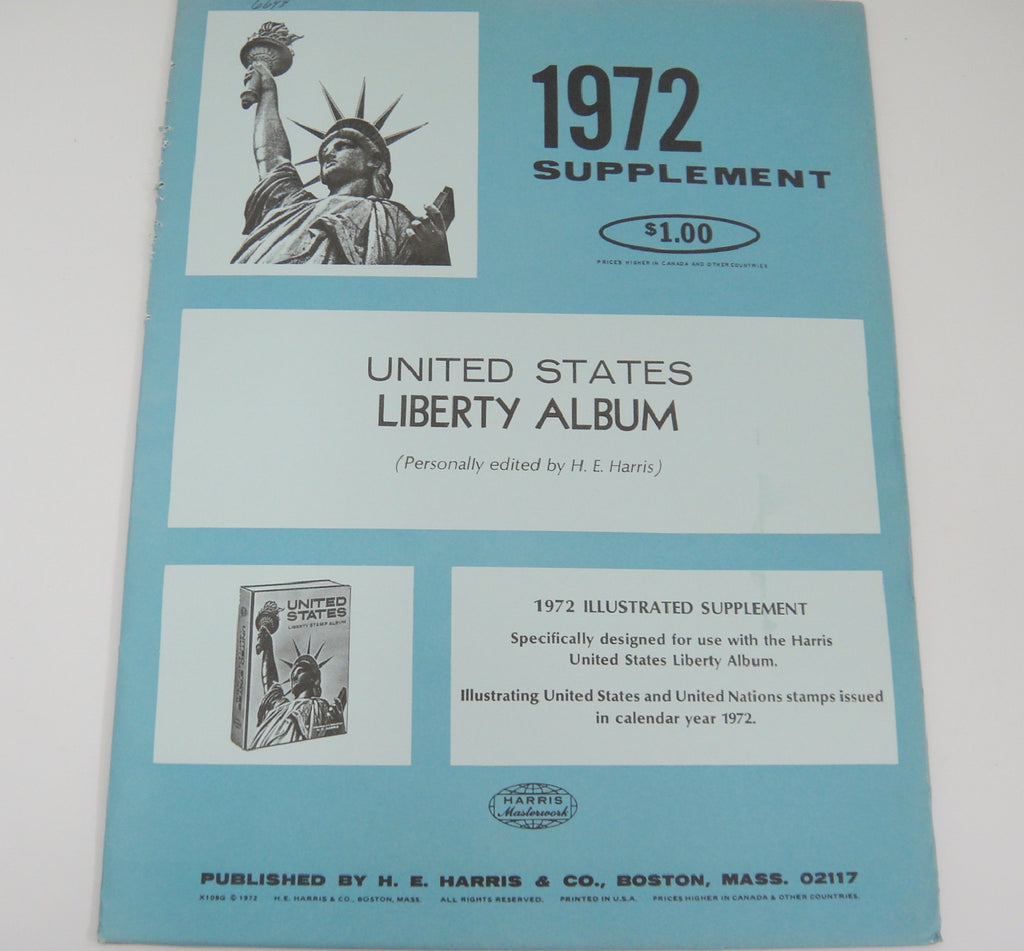 1972
SUPPLEMENT
$1.00
PRICES HIGHER IN CANADA AND OTHER COUNTRIES
UNITED STATES
LIBERTY ALBUM
(Personally edited by H. E. Harris)
UNITED
STATES
LIBERTY STAMP ALBUM
1972 ILLUSTRATED SUPPLEMENT
Specifically designed for use with the Harris
United States Liberty Album.
Illustrating United States and United Nations stamps issued
in calendar year 1972.
HARRIS
Masterwork
PUBLISHED BY H. E. HARRIS & CO., BOSTON, MASS. 02117
X109G © 1972 H.E. HARRIS & CO., BOSTON, MASS. ALL RIGHTS RESERVED. PRINTED IN U.S.A. PRICES HIGHER IN CANADA & OTHER COUNTRIES.